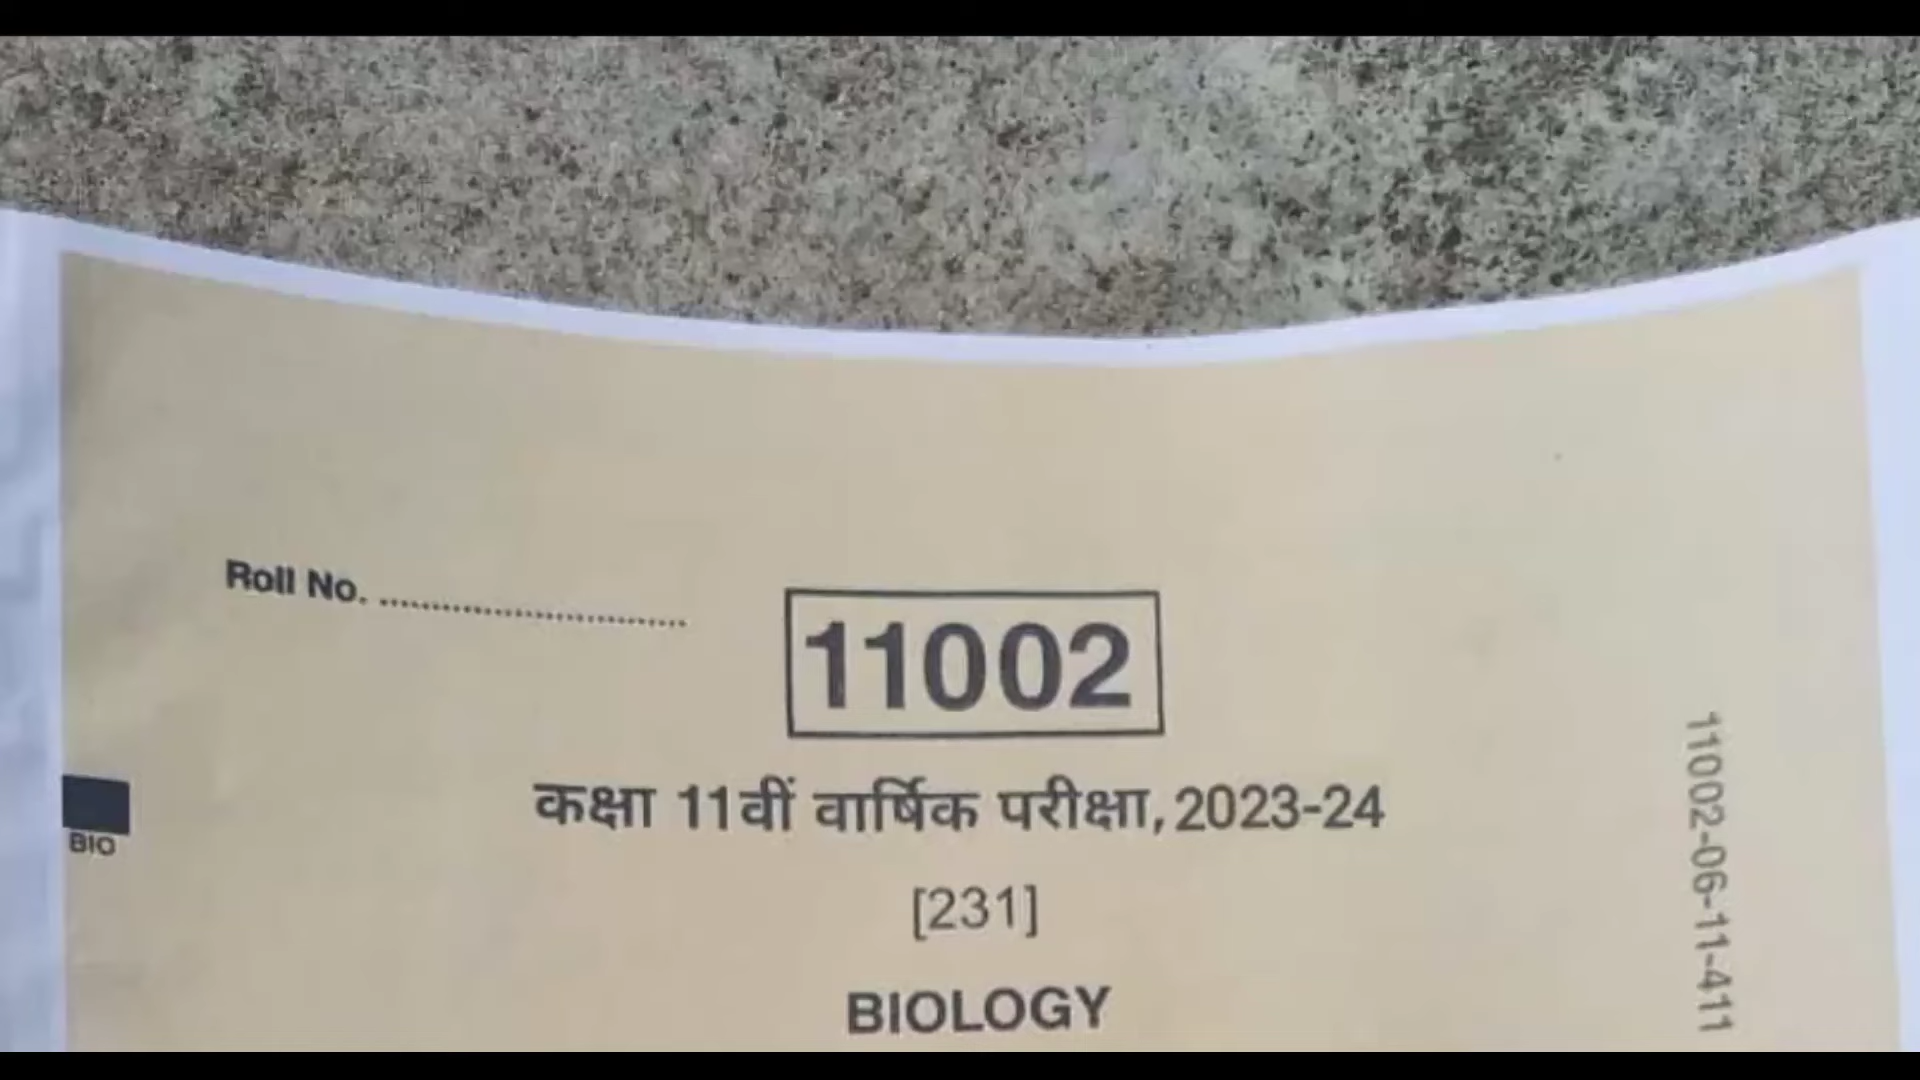 Roll No. ........................................
11002
कक्षा 11वीं वार्षिक परीक्षा, 2023-24
[231]
BIO
BIOLOGY
11002-06-11-411